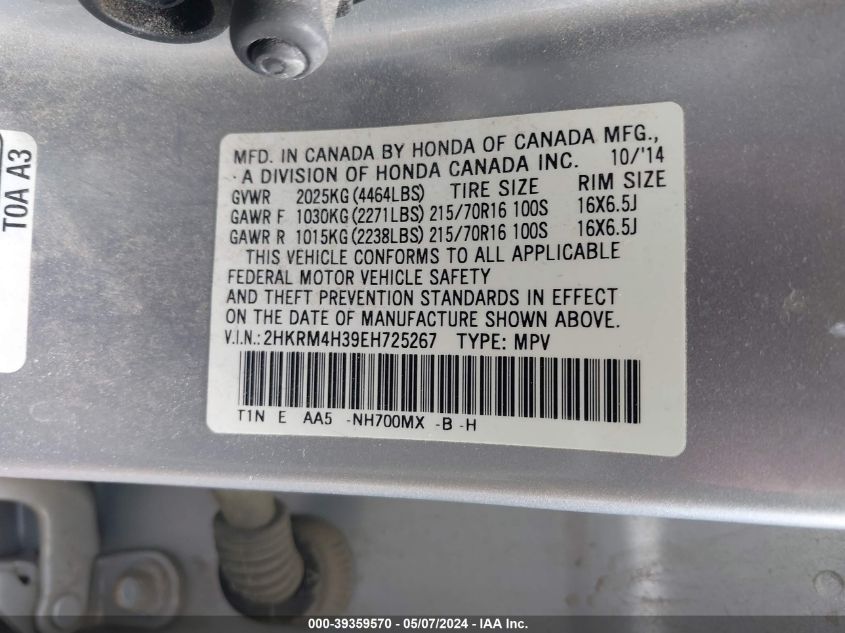 MFD. IN CANADA BY HONDA OF CANADA MFG.,
A DIVISION OF HONDA CANADA INC. 10/'14
GVWR 2025KG(4464LBS) TIRE SIZE RIM SIZE
GAWR F 1030KG(2271LBS) 215/70R16 100S 16X6.5J
GAWR R 1015KG(2238LBS) 215/70R16 100S 16X6.5J
THIS VEHICLE CONFORMS TO ALL APPLICABLE
FEDERAL MOTOR VEHICLE SAFETY
AND THEFT PREVENTION STANDARDS IN EFFECT
ON THE DATE OF MANUFACTURE SHOWN ABOVE.
V.I.N.: 2HKRM4H39EH725267 TYPE: MPV
T1N E AA5 -NH700MX -B -H
T0A A3
000-39359570 - 05/07/2024 - IAA Inc.